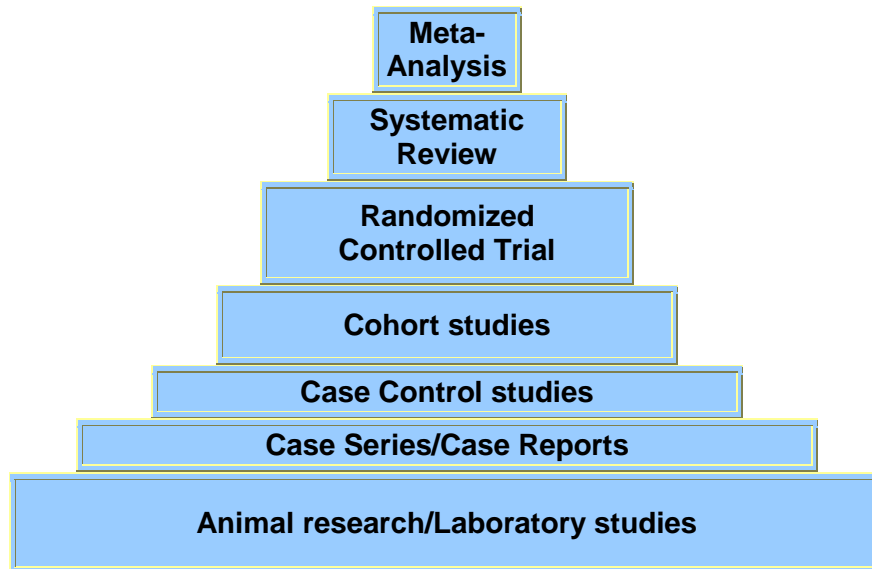 Meta-
Analysis
Systematic
Review
Randomized
Controlled Trial
Cohort studies
Case Control studies
Case Series/Case Reports
Animal research/Laboratory studies